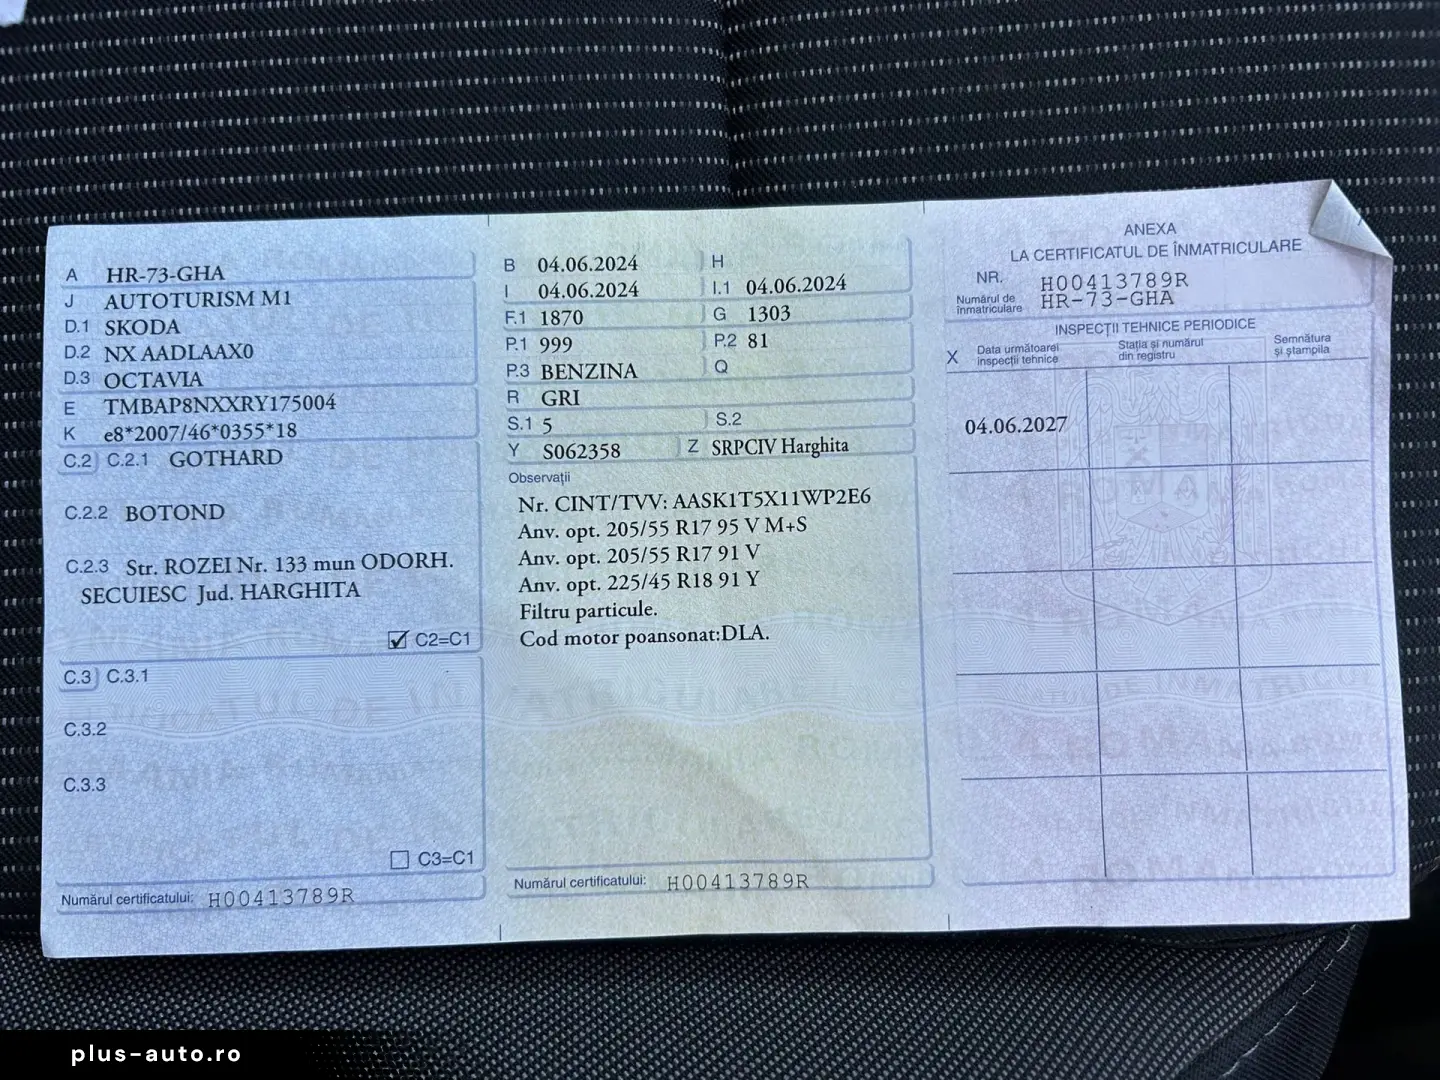 A HR-73-GHA
J AUTOTURISM M1
D.1 SKODA
D.2 NX AADLAAX0
D.3 OCTAVIA
E TMBAP8NXXRY175004
K e8*2007/46*0355*18
C.2 C.2.1 GOTHARD
C.2.2 BOTOND
C.2.3 Str. ROZEI Nr. 133 mun ODORH.
SECUIESC Jud. HARGHITA
C2=C1
C.3 C.3.1
C.3.2
C.3.3
C3=C1
Numărul certificatului: H00413789R
B 04.06.2024 H
I 04.06.2024 I.1 04.06.2024
F.1 1870 G 1303
P.1 999 P.2 81
P.3 BENZINA Q
R GRI
S.1 5 S.2
Y S062358 Z SRPCIV Harghita
Observații
Nr. CINT/TVV: AASK1T5X11WP2E6
Anv. opt. 205/55 R17 95 V M+S
Anv. opt. 205/55 R17 91 V
Anv. opt. 225/45 R18 91 Y
Filtru particule.
Cod motor poansonat:DLA.
Numărul certificatului: H00413789R
ANEXA
LA CERTIFICATUL DE ÎNMATRICULARE
NR. H00413789R
Numărul de înmatriculare HR-73-GHA
INSPECȚII TEHNICE PERIODICE
X Data următoarei inspecții tehnice Stația și numărul din registru Semnătura și ștampila
04.06.2027
plus-auto.ro